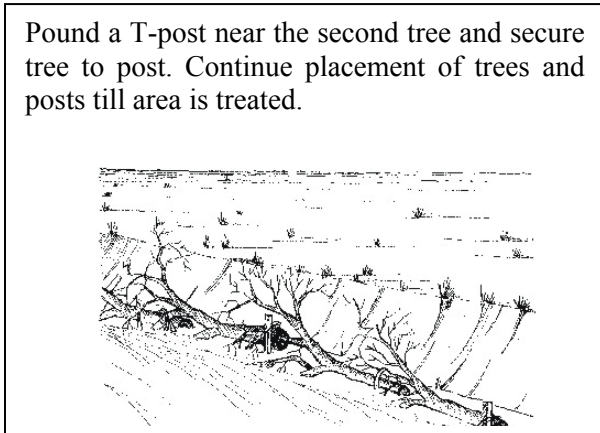 Pound a T-post near the second tree and secure
tree to post. Continue placement of trees and
posts till area is treated.